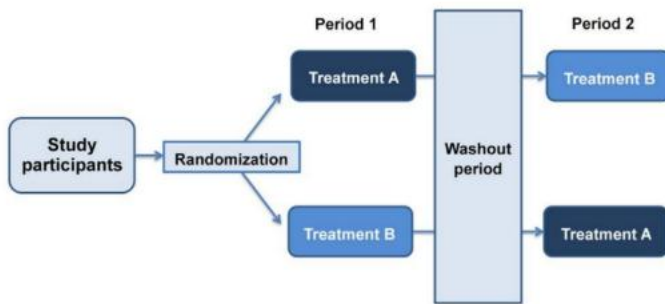 Period 1
Period 2
Treatment A
Treatment B
Study
participants
Randomization
Washout
period
Treatment B
Treatment A